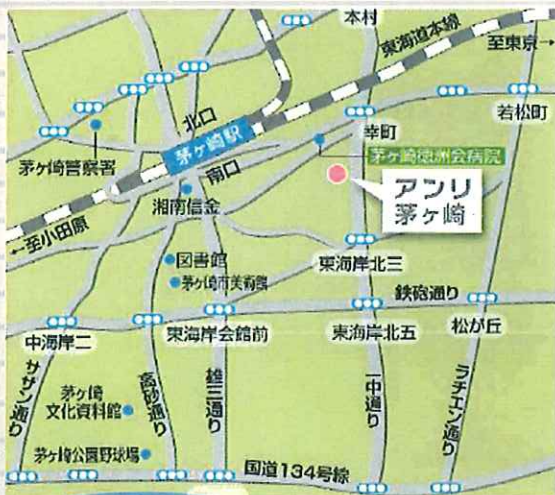 本村
東海道本線
至東京→
若松町
北口
茅ヶ崎駅
幸町
茅ヶ崎徳洲会病院
茅ヶ崎警察署
南口
湘南信金
アンリ
茅ヶ崎
←至小田原
図書館
茅ヶ崎市美術館
東海岸北三
鉄砲通り
中海岸二
東海岸会館前
東海岸北五
松が丘
サザン通り
高砂通り
雄三通り
一中通り
ラチエン通り
茅ヶ崎
文化資料館
茅ヶ崎公園野球場
国道134号線